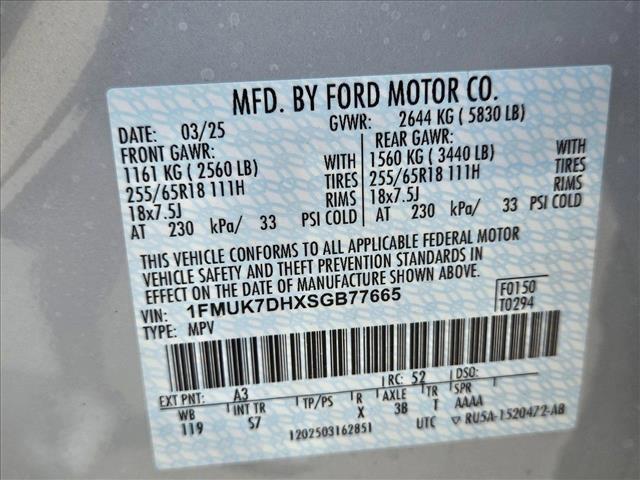 MFD. BY FORD MOTOR CO.
DATE: 03/25 GVWR: 2644 KG ( 5830 LB)
FRONT GAWR: REAR GAWR:
1161 KG ( 2560 LB) WITH 1560 KG ( 3440 LB) WITH
255/65R18 111H TIRES 255/65R18 111H TIRES
18x7.5J RIMS 18x7.5J RIMS
AT 230 kPa/ 33 PSI COLD AT 230 kPa/ 33 PSI COLD
THIS VEHICLE CONFORMS TO ALL APPLICABLE FEDERAL MOTOR
VEHICLE SAFETY AND THEFT PREVENTION STANDARDS IN
EFFECT ON THE DATE OF MANUFACTURE SHOWN ABOVE.
VIN: 1FMUK7DHXSGB77665 F0150
TYPE: MPV T0294
EXT PNT: A3 RC: 52 DSO:
WB INT TR TP/PS R AXLE TR SPR
119 S7 X 3B T AAAA
1202503162851 UTC ▽ RU5A-1520472-AB